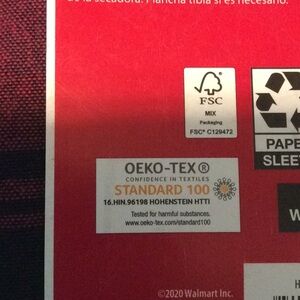 de la secadora. Plancha tibia si es necesario.
FSC
MIX
Packaging
FSC® C129472
PAPE
SLEE
OEKO-TEX®
CONFIDENCE IN TEXTILES
STANDARD 100
16.HIN.96198 HOHENSTEIN HTTI
Tested for harmful substances.
www.oeko-tex.com/standard100
W
©2020 Walmart Inc.